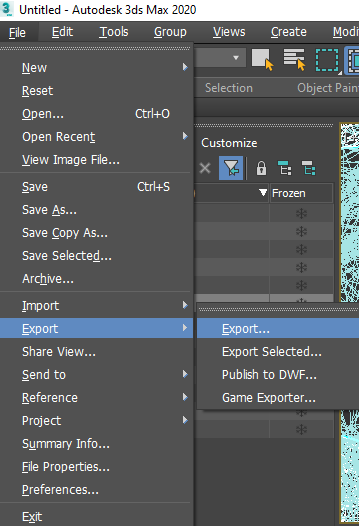 3 Untitled - Autodesk 3ds Max 2020
File Edit Tools Group Views Create Modi
Selection Object Pain
Customize
Frozen
New
Reset
Open... Ctrl+O
Open Recent
View Image File...
Save Ctrl+S
Save As...
Save Copy As...
Save Selected...
Archive...
Import
Export
Share View...
Send to
Reference
Project
Summary Info...
File Properties...
Preferences...
Exit
Export...
Export Selected...
Publish to DWF...
Game Exporter...